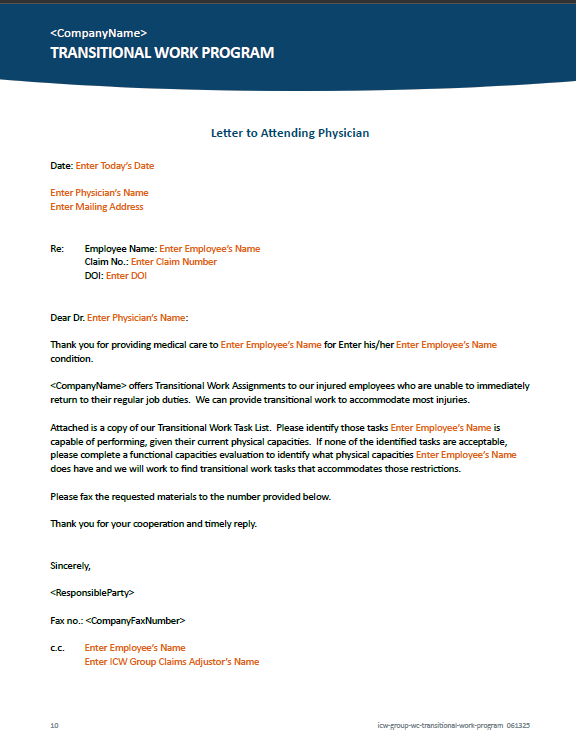 <CompanyName>
TRANSITIONAL WORK PROGRAM
Letter to Attending Physician
Date: Enter Today's Date
Enter Physician's Name
Enter Mailing Address
Re: Employee Name: Enter Employee's Name
Claim No.: Enter Claim Number
DOI: Enter DOI
Dear Dr. Enter Physician's Name:
Thank you for providing medical care to Enter Employee's Name for Enter his/her Enter Employee's Name
condition.
<CompanyName> offers Transitional Work Assignments to our injured employees who are unable to immediately
return to their regular job duties. We can provide transitional work to accommodate most injuries.
Attached is a copy of our Transitional Work Task List. Please identify those tasks Enter Employee's Name is
capable of performing, given their current physical capacities. If none of the identified tasks are acceptable,
please complete a functional capacities evaluation to identify what physical capacities Enter Employee's Name
does have and we will work to find transitional work tasks that accommodates those restrictions.
Please fax the requested materials to the number provided below.
Thank you for your cooperation and timely reply.
Sincerely,
<ResponsibleParty>
Fax no.: <CompanyFaxNumber>
c.c. Enter Employee's Name
Enter ICW Group Claims Adjustor's Name
10 icw-group-wc-transitional-work-program 061325